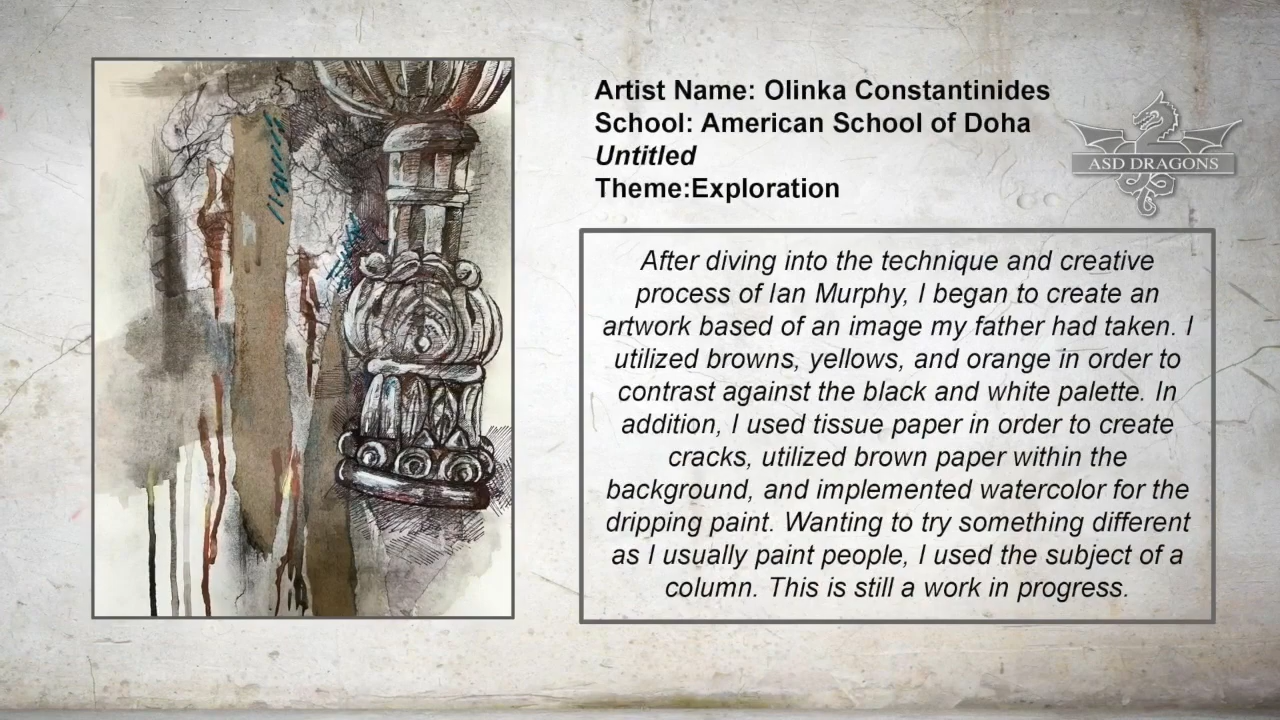 Artist Name: Olinka Constantinides
School: American School of Doha
Untitled
Theme:Exploration
ASD DRAGONS
After diving into the technique and creative
process of Ian Murphy, I began to create an
artwork based of an image my father had taken. I
utilized browns, yellows, and orange in order to
contrast against the black and white palette. In
addition, I used tissue paper in order to create
cracks, utilized brown paper within the
background, and implemented watercolor for the
dripping paint. Wanting to try something different
as I usually paint people, I used the subject of a
column. This is still a work in progress.